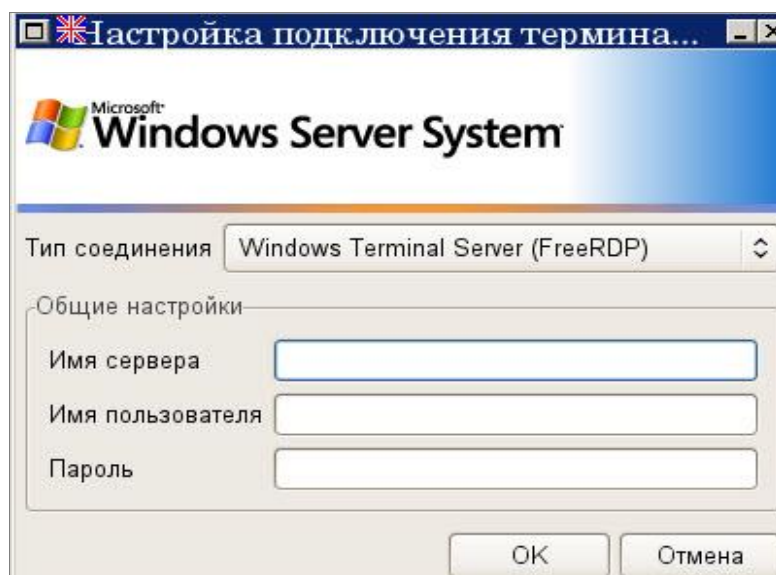 Настройка подключения термина...
Microsoft
Windows Server System
Тип соединения Windows Terminal Server (FreeRDP)
Общие настройки
Имя сервера
Имя пользователя
Пароль
OK Отмена